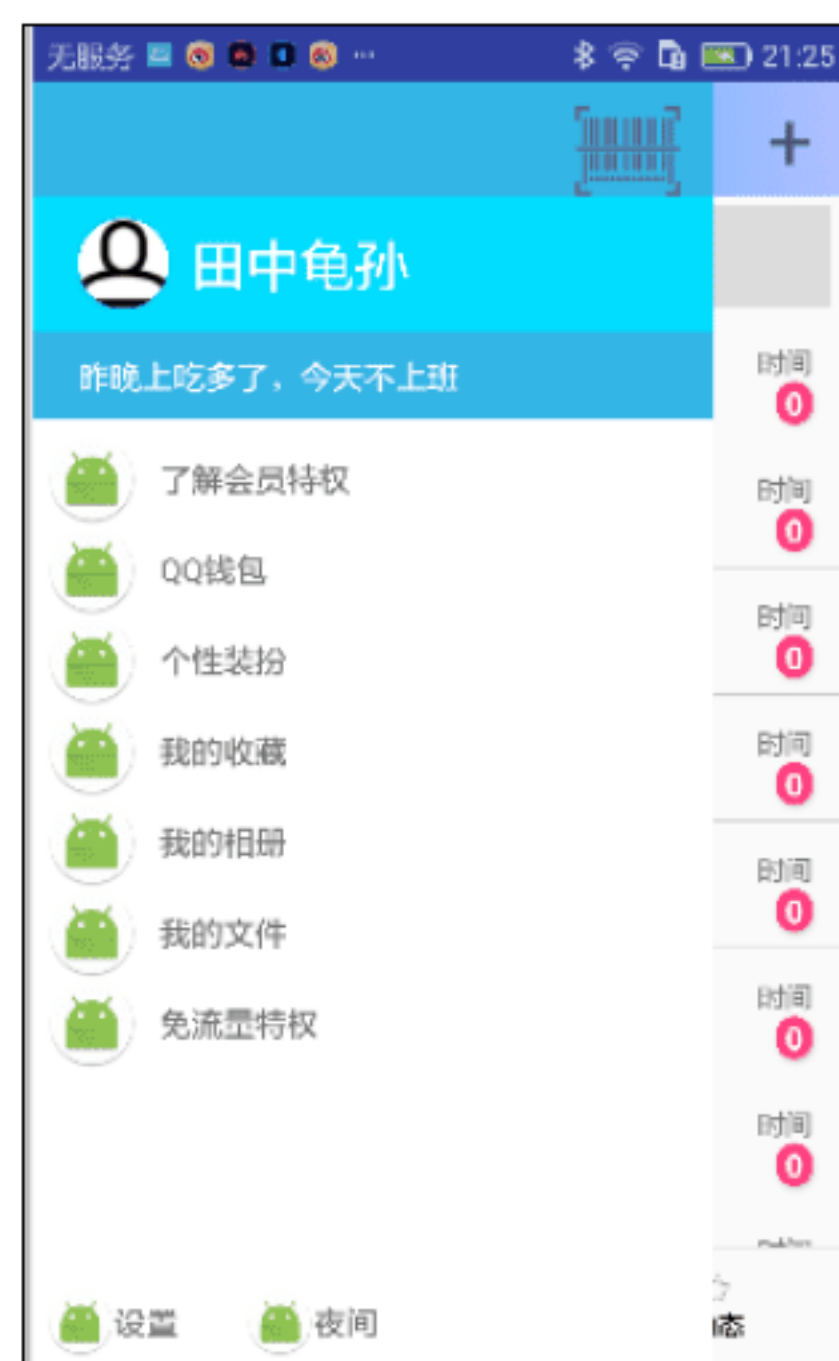 无服务 ... 21:25
+
田中龟孙
昨晚上吃多了，今天不上班
时间
0
了解会员特权
时间
0
QQ钱包
个性装扮
时间
0
我的收藏
时间
0
我的相册
时间
0
我的文件
免流量特权
时间
0
时间
0
设置
夜间